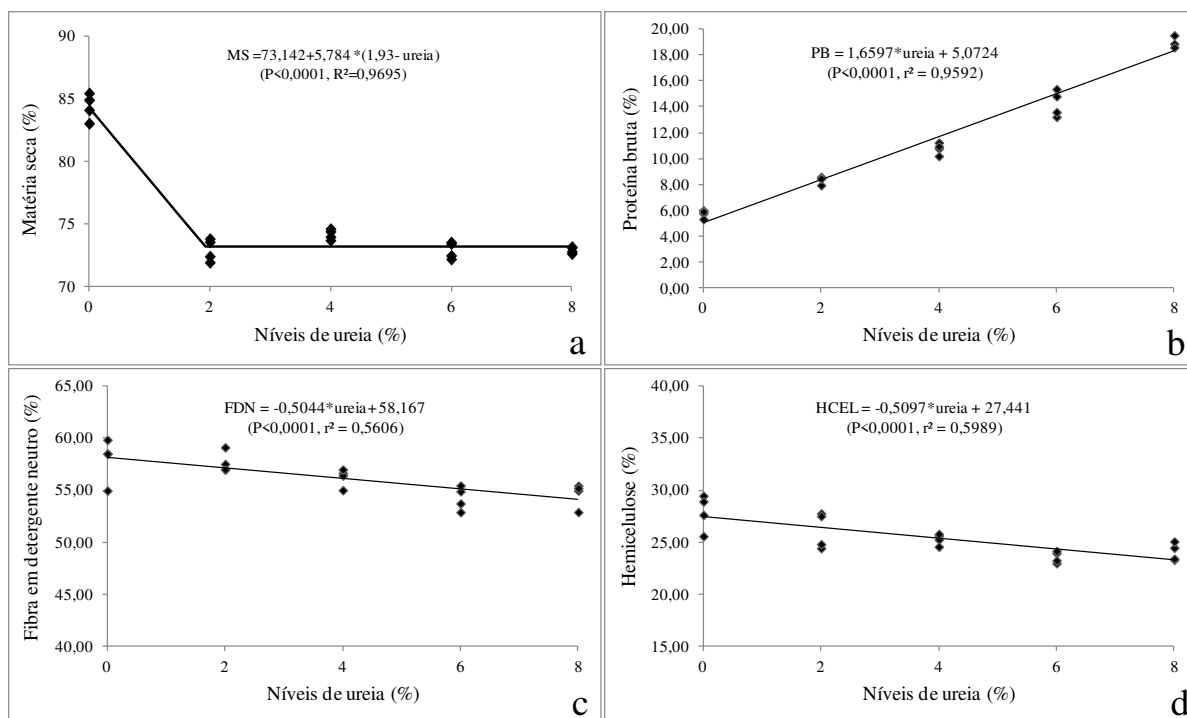 MS =73,142+5,784 *(1,93- ureia)
(P<0,0001, R²=0,9695)
Matéria seca (%)
90
85
80
75
70
0 2 4 6 8
Níveis de ureia (%)
a
PB = 1,6597*ureia + 5,0724
(P<0,0001, r² = 0,9592)
Proteína bruta (%)
20,00
18,00
16,00
14,00
12,00
10,00
8,00
6,00
4,00
2,00
0,00
0 2 4 6 8
Níveis de ureia (%)
b
FDN = -0,5044*ureia+58,167
(P<0,0001, r² = 0,5606)
Fibra em detergente neutro (%)
65,00
60,00
55,00
50,00
45,00
40,00
0 2 4 6 8
Níveis de ureia (%)
c
HCEL = -0,5097*ureia + 27,441
(P<0,0001, r² = 0,5989)
Hemicelulose (%)
40,00
35,00
30,00
25,00
20,00
15,00
0 2 4 6 8
Níveis de ureia (%)
d